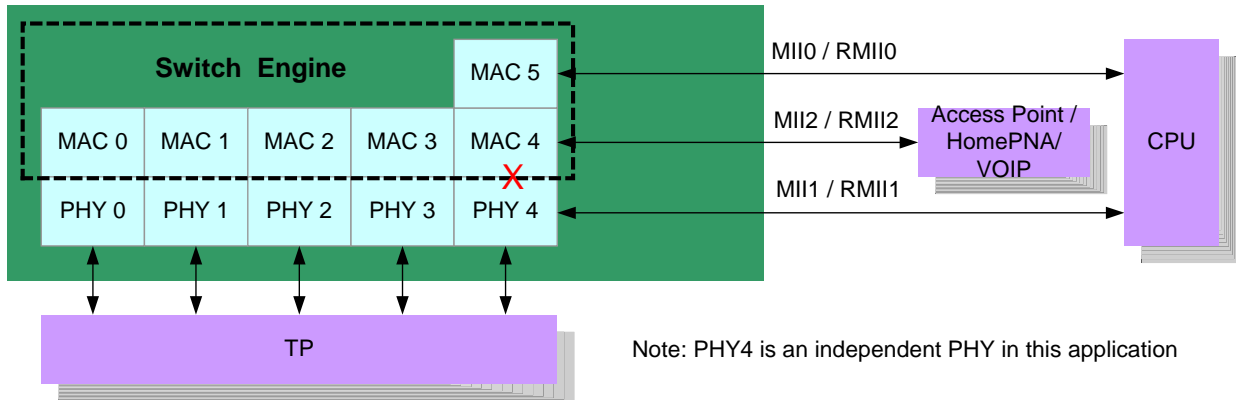 Switch Engine
MAC 5
MII0 / RMII0
MAC 0
MAC 1
MAC 2
MAC 3
MAC 4
MII2 / RMII2
Access Point /
HomePNA/
VOIP
CPU
X
PHY 0
PHY 1
PHY 2
PHY 3
PHY 4
MII1 / RMII1
TP
Note: PHY4 is an independent PHY in this application